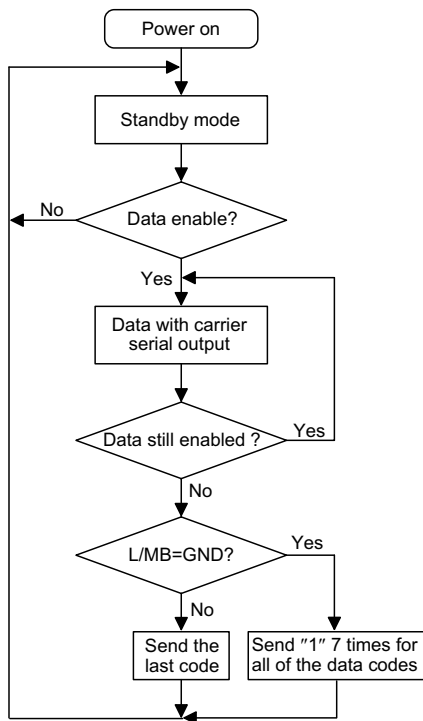 Power on
Standby mode
Data enable?
No
Yes
Data with carrier
serial output
Data still enabled ?
Yes
No
L/MB=GND?
Yes
No
Send the
last code
Send ″1″ 7 times for
all of the data codes